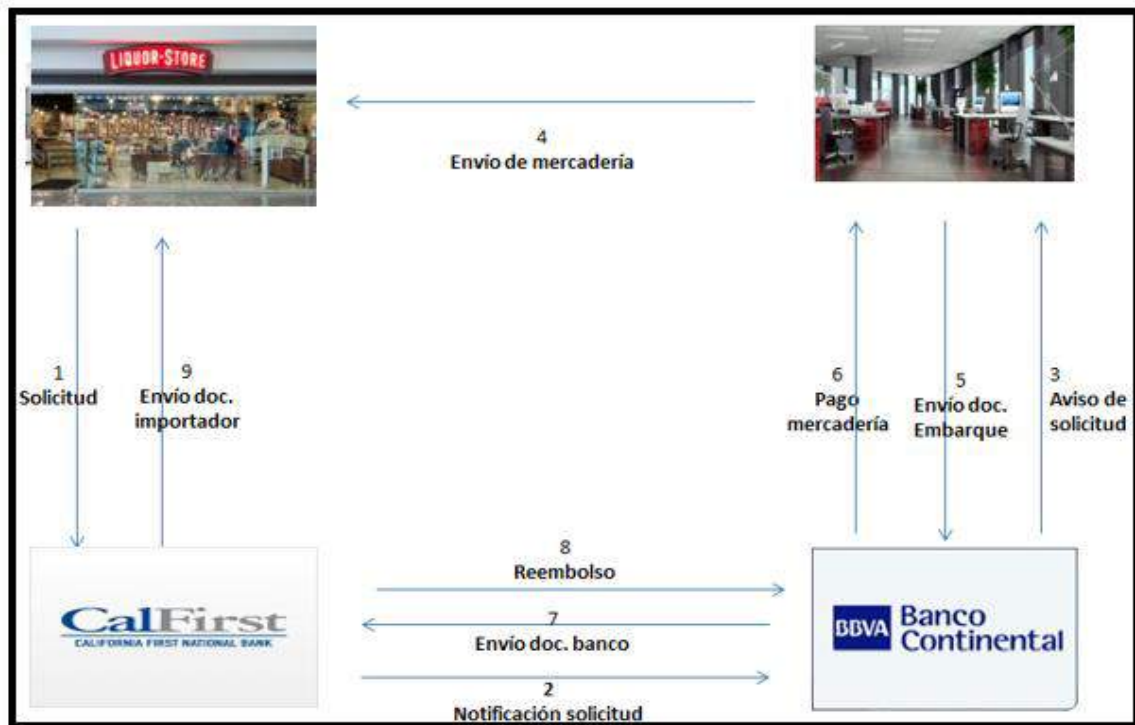 LIQUOR-STORE
4
Envío de mercadería
1
Solicitud
9
Envío doc.
importador
6
Pago
mercadería
5
Envío doc.
Embarque
3
Aviso de
solicitud
8
Reembolso
7
Envío doc. banco
2
Notificación solicitud
CalFirst
CALIFORNIA FIRST NATIONAL BANK
BBVA
Banco
Continental